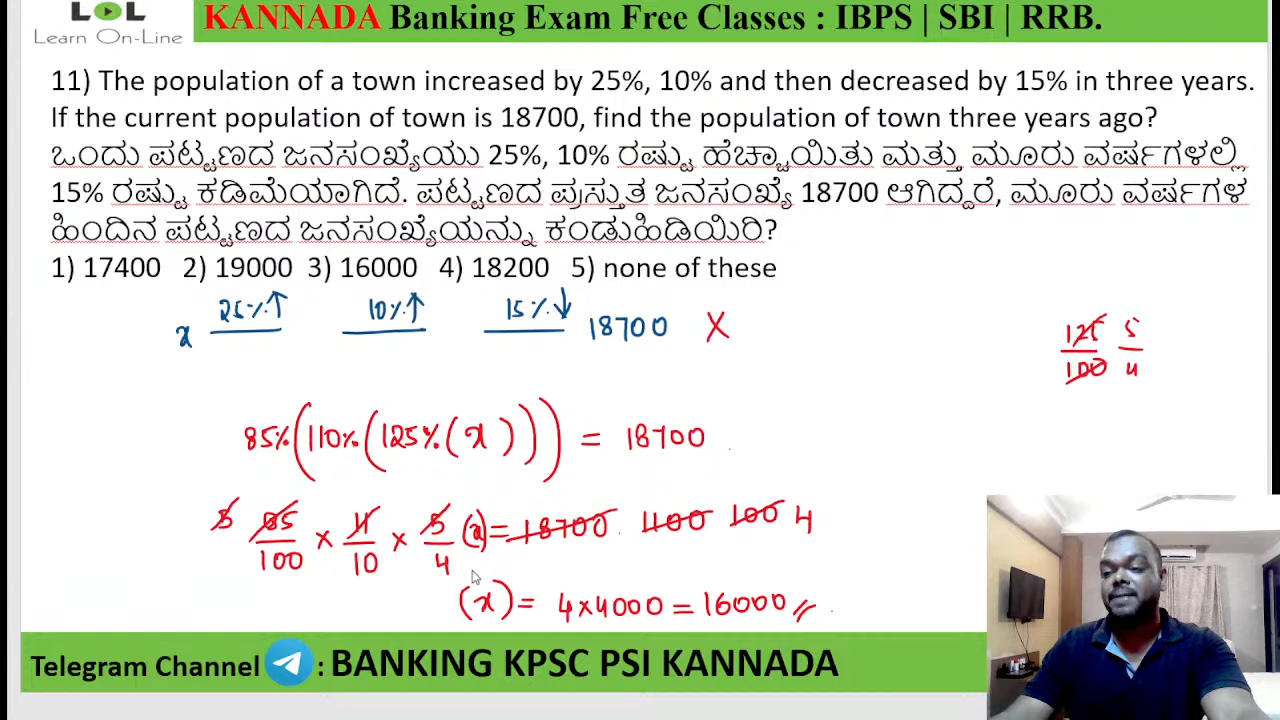 LOL
Learn On-Line
KANNADA Banking Exam Free Classes : IBPS | SBI | RRB.
11) The population of a town increased by 25%, 10% and then decreased by 15% in three years.
If the current population of town is 18700, find the population of town three years ago?
ಒಂದು ಪಟ್ಟಣದ ಜನಸಂಖ್ಯೆಯು 25%, 10% ರಷ್ಟು ಹೆಚ್ಚಾಯಿತು ಮತ್ತು ಮೂರು ವರ್ಷಗಳಲ್ಲಿ
15% ರಷ್ಟು ಕಡಿಮೆಯಾಗಿದೆ. ಪಟ್ಟಣದ ಪ್ರಸ್ತುತ ಜನಸಂಖ್ಯೆ 18700 ಆಗಿದ್ದರೆ, ಮೂರು ವರ್ಷಗಳ
ಹಿಂದಿನ ಪಟ್ಟಣದ ಜನಸಂಖ್ಯೆಯನ್ನು ಕಂಡುಹಿಡಿಯಿರಿ?
1) 17400 2) 19000 3) 16000 4) 18200 5) none of these
25%↑ 10%↑ 15%↓
x 18700 X
125 5
100 4
85%(110%(125%(x))) = 18700
5 85/100 × 11/10 × 5/4 (x) = 18700 1100 100 4
(x) = 4×4000 = 16000 //
Telegram Channel : BANKING KPSC PSI KANNADA